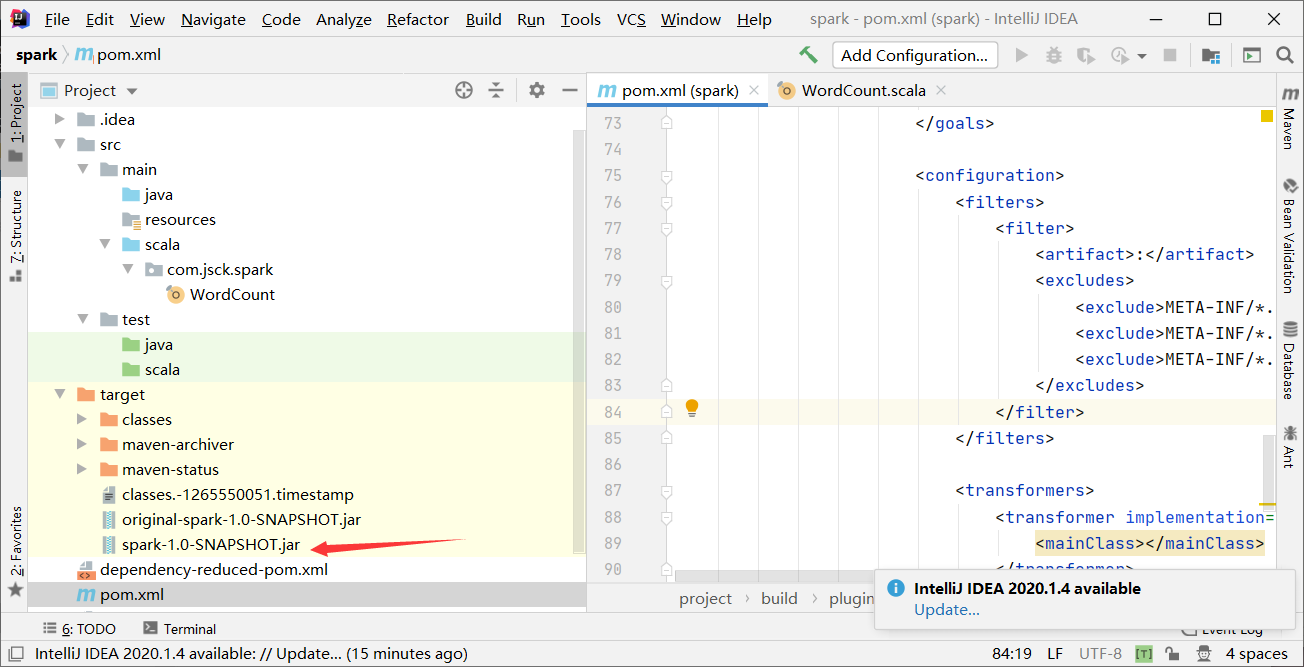 File Edit View Navigate Code Analyze Refactor Build Run Tools VCS Window Help spark - pom.xml (spark) - IntelliJ IDEA
spark pom.xml Add Configuration...
1: Project
7: Structure
2: Favorites
Project
.idea
src
main
java
resources
scala
com.jsck.spark
WordCount
test
java
scala
target
classes
maven-archiver
maven-status
classes.-1265550051.timestamp
original-spark-1.0-SNAPSHOT.jar
spark-1.0-SNAPSHOT.jar
dependency-reduced-pom.xml
pom.xml
pom.xml (spark) WordCount.scala
73 </goals>
74
75 <configuration>
76 <filters>
77 <filter>
78 <artifact>:</artifact>
79 <excludes>
80 <exclude>META-INF/*.
81 <exclude>META-INF/*.
82 <exclude>META-INF/*.
83 </excludes>
84 </filter>
85 </filters>
86
87 <transformers>
88 <transformer implementation=
89 <mainClass></mainClass>
90 </transformer>
project › build › plugin
Maven
Bean Validation
Database
Ant
IntelliJ IDEA 2020.1.4 available
Update...
6: TODO Terminal Event Log
IntelliJ IDEA 2020.1.4 available: // Update... (15 minutes ago) 84:19 LF UTF-8 [T] 4 spaces